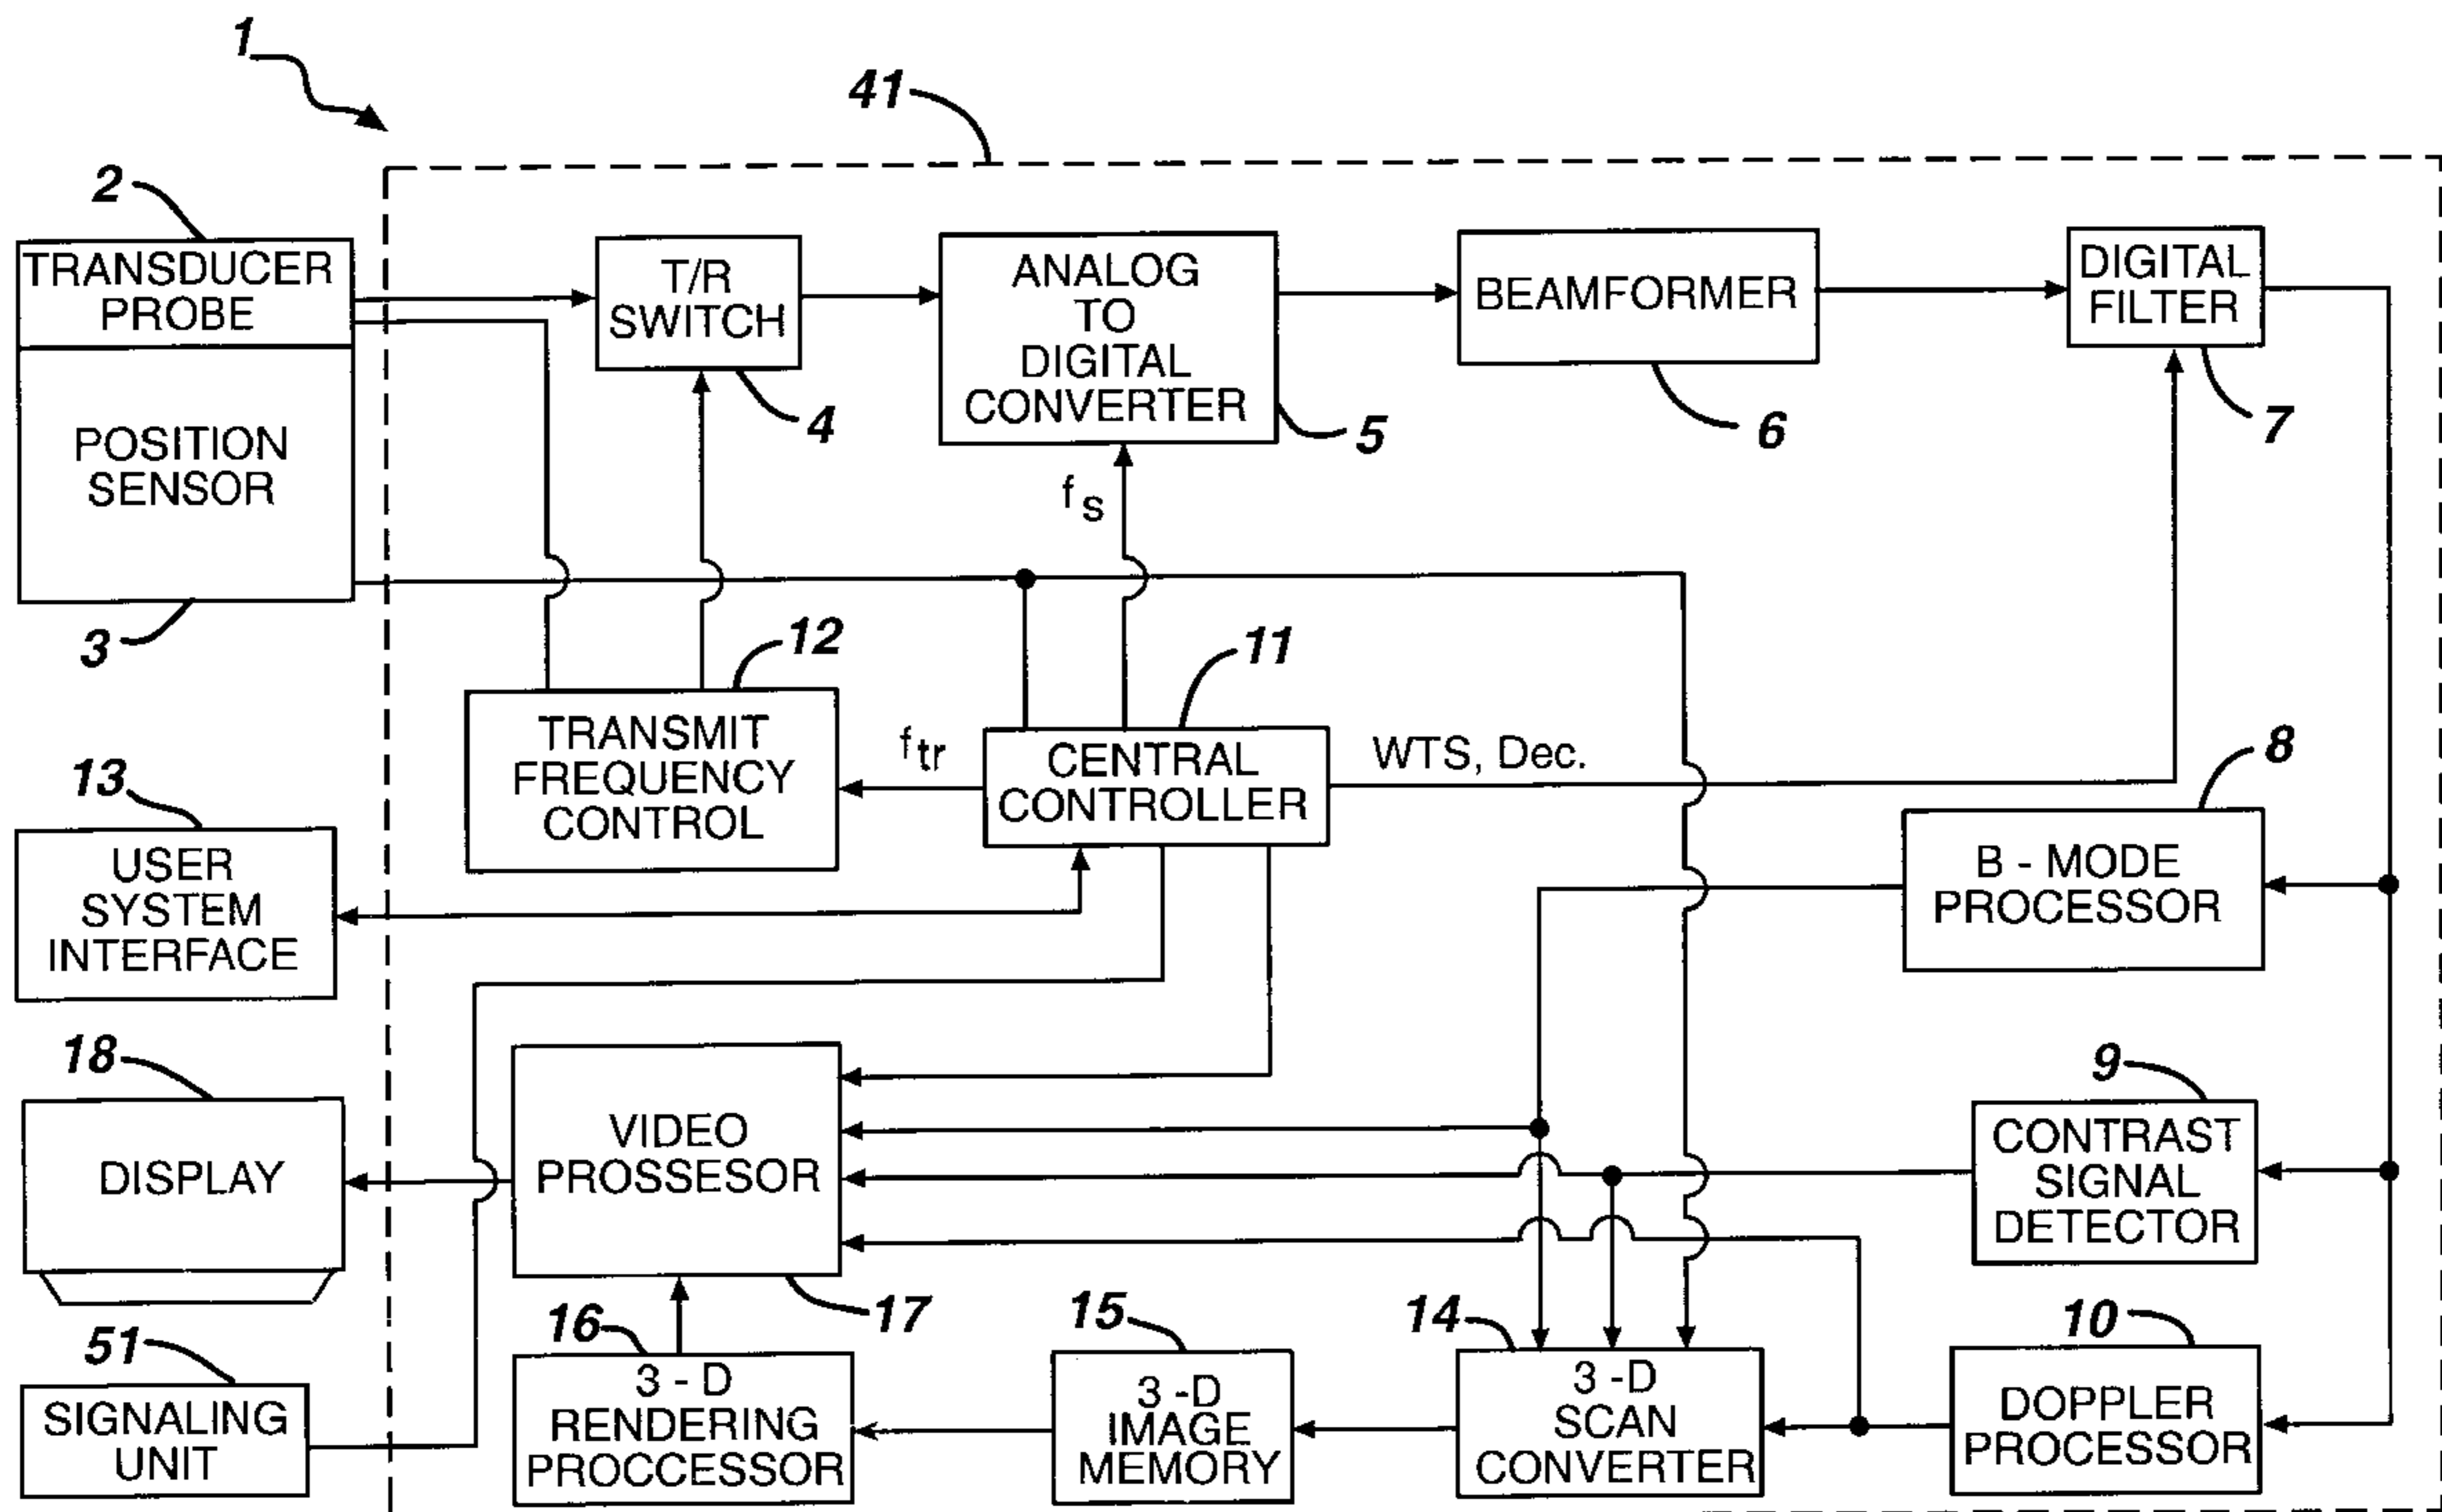 1
41
2
TRANSDUCER
PROBE
T/R
SWITCH
ANALOG
TO
DIGITAL
CONVERTER
BEAMFORMER
DIGITAL
FILTER
4
5
6
7
POSITION
SENSOR
3
fs
12
11
TRANSMIT
FREQUENCY
CONTROL
ftr
CENTRAL
CONTROLLER
WTS, Dec.
8
13
USER
SYSTEM
INTERFACE
B - MODE
PROCESSOR
18
DISPLAY
VIDEO
PROSSESOR
9
CONTRAST
SIGNAL
DETECTOR
17
51
SIGNALING
UNIT
16
3 - D
RENDERING
PROCCESSOR
15
3 -D
IMAGE
MEMORY
14
3 -D
SCAN
CONVERTER
10
DOPPLER
PROCESSOR